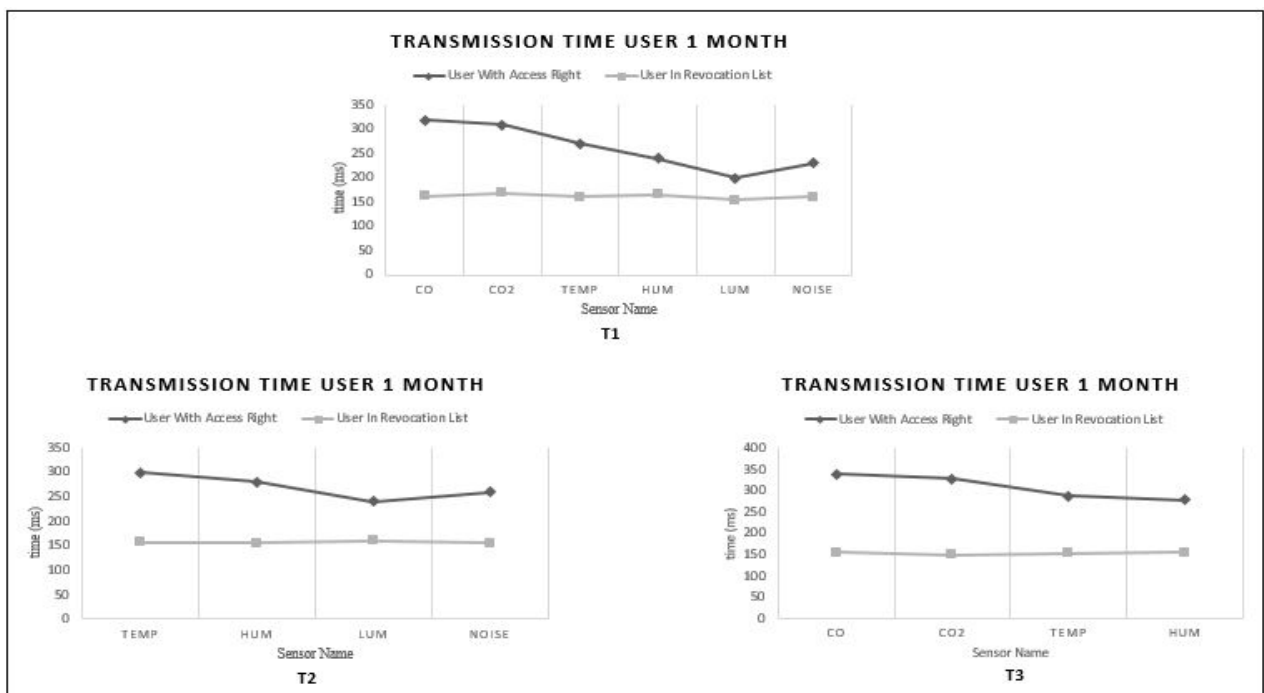 TRANSMISSION TIME USER 1 MONTH
User With Access Right User In Revocation List
350
300
250
200
150
100
50
0
time (ms)
CO CO2 TEMP HUM LUM NOISE
Sensor Name
T1
TRANSMISSION TIME USER 1 MONTH
User With Access Right User In Revocation List
350
300
250
200
150
100
50
0
time (ms)
TEMP HUM LUM NOISE
Sensor Name
T2
TRANSMISSION TIME USER 1 MONTH
User With Access Right User In Revocation List
400
350
300
250
200
150
100
50
0
time (ms)
CO CO2 TEMP HUM
Sensor Name
T3